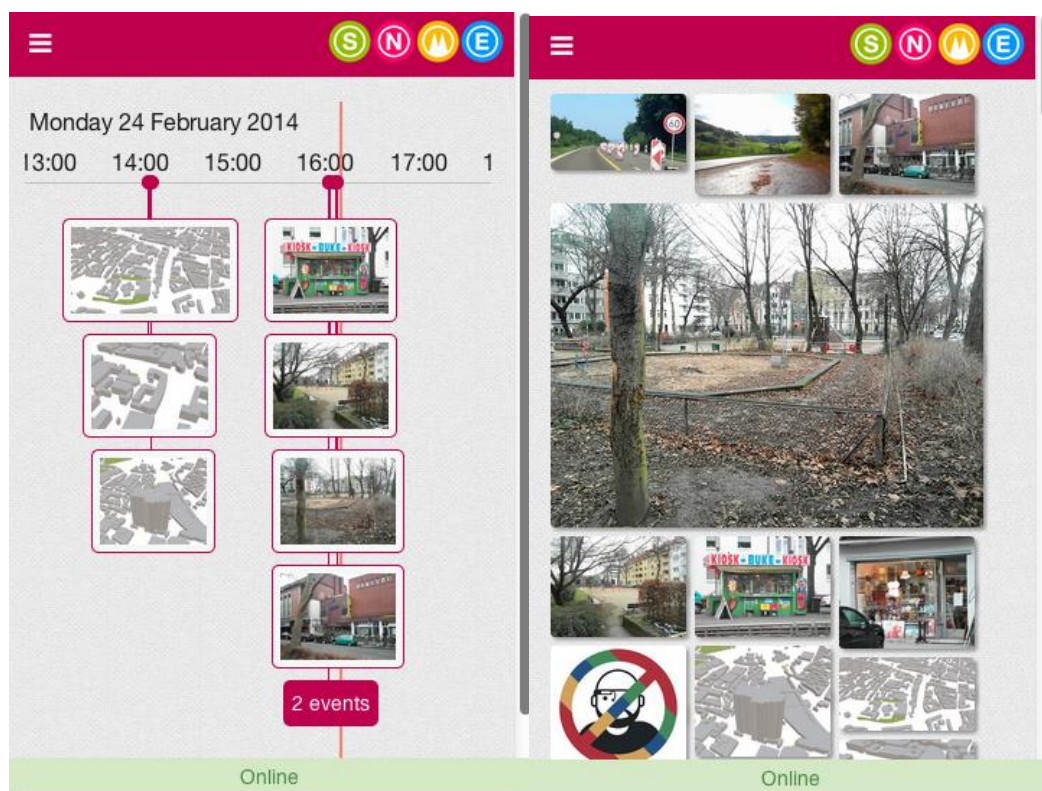 S N E
Monday 24 February 2014
13:00 14:00 15:00 16:00 17:00 1
KIOSK - BUKE - KIOSK
2 events
Online
S N E
60
KIOSK - BUKE - KIOSK
Online